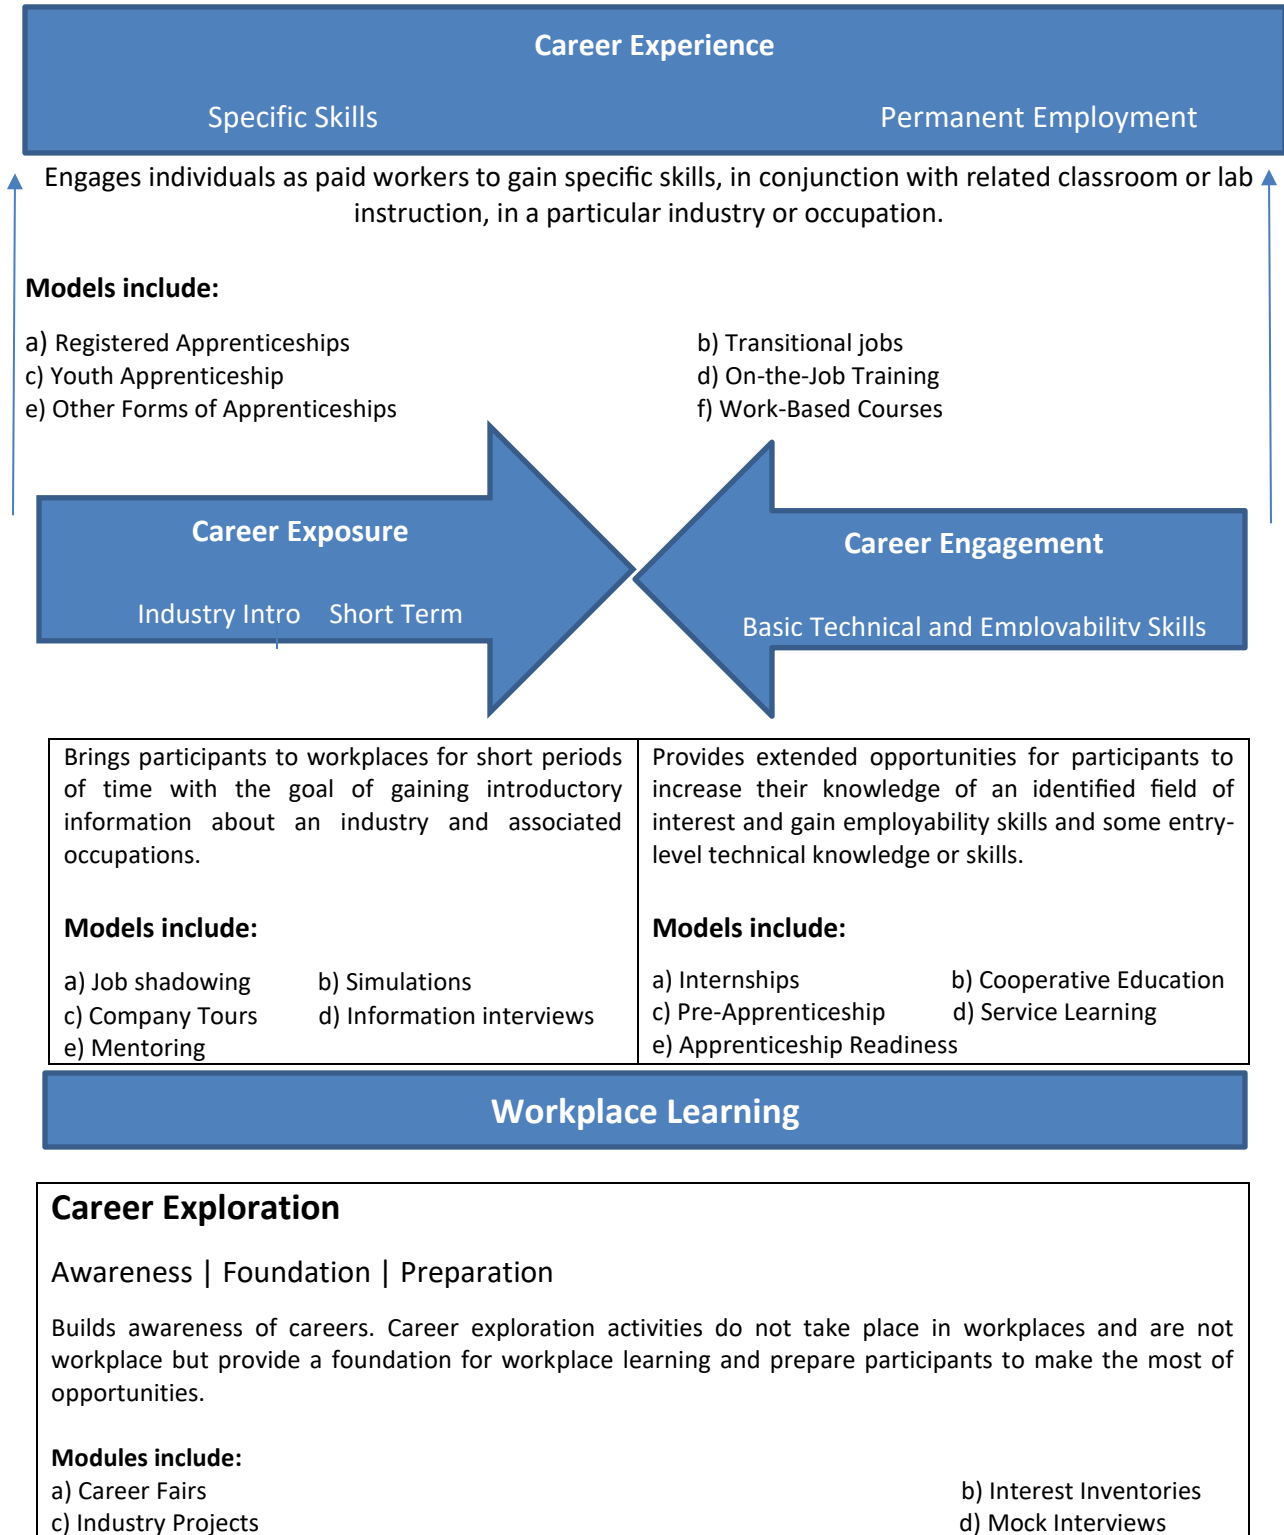 Career Experience
Specific Skills Permanent Employment
Engages individuals as paid workers to gain specific skills, in conjunction with related classroom or lab
instruction, in a particular industry or occupation.
Models include:
a) Registered Apprenticeships b) Transitional jobs
c) Youth Apprenticeship d) On-the-Job Training
e) Other Forms of Apprenticeships f) Work-Based Courses
Career Exposure
Industry Intro Short Term
Career Engagement
Basic Technical and Employability Skills
Brings participants to workplaces for short periods
of time with the goal of gaining introductory
information about an industry and associated
occupations.
Models include:
a) Job shadowing b) Simulations
c) Company Tours d) Information interviews
e) Mentoring
Provides extended opportunities for participants to
increase their knowledge of an identified field of
interest and gain employability skills and some entry-
level technical knowledge or skills.
Models include:
a) Internships b) Cooperative Education
c) Pre-Apprenticeship d) Service Learning
e) Apprenticeship Readiness
Workplace Learning
Career Exploration
Awareness | Foundation | Preparation
Builds awareness of careers. Career exploration activities do not take place in workplaces and are not
workplace but provide a foundation for workplace learning and prepare participants to make the most of
opportunities.
Modules include:
a) Career Fairs b) Interest Inventories
c) Industry Projects d) Mock Interviews